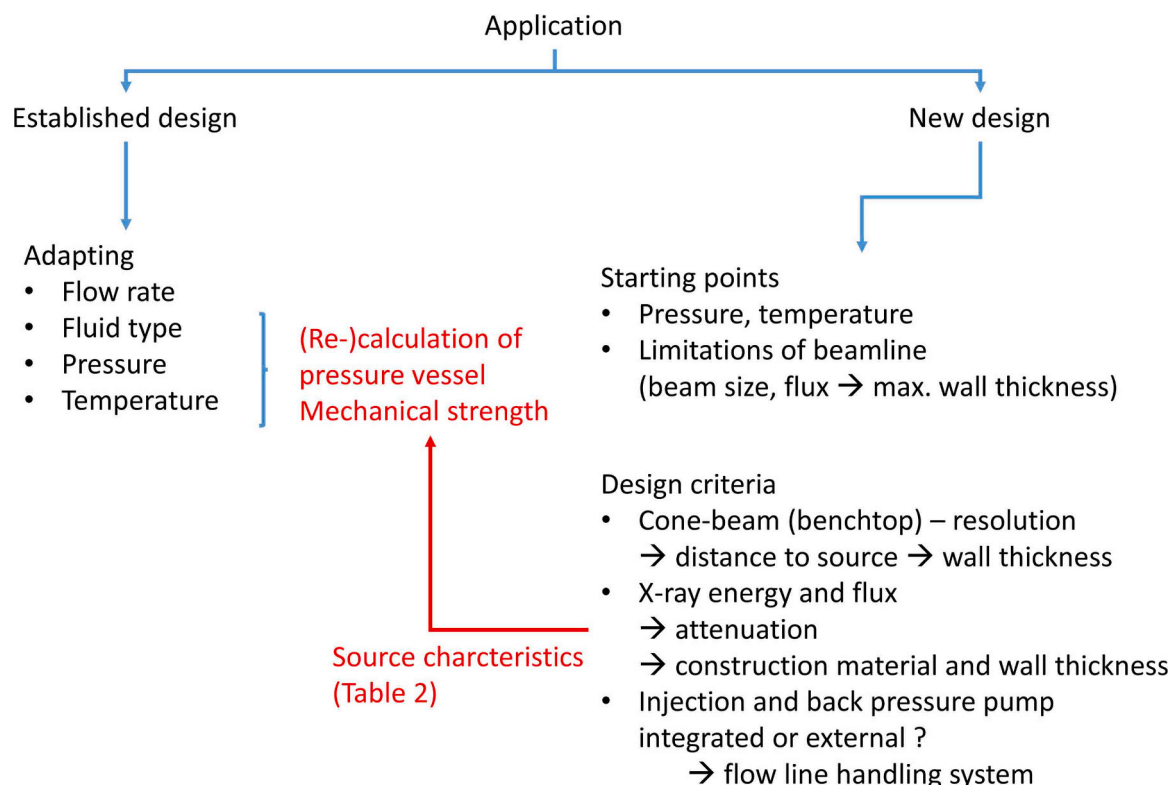 Application
Established design
New design
Adapting
• Flow rate
• Fluid type
• Pressure
• Temperature
(Re-)calculation of
pressure vessel
Mechanical strength
Starting points
• Pressure, temperature
• Limitations of beamline
(beam size, flux → max. wall thickness)
Design criteria
• Cone-beam (benchtop) – resolution
→ distance to source → wall thickness
• X-ray energy and flux
→ attenuation
→ construction material and wall thickness
• Injection and back pressure pump
integrated or external ?
→ flow line handling system
Source charcteristics
(Table 2)